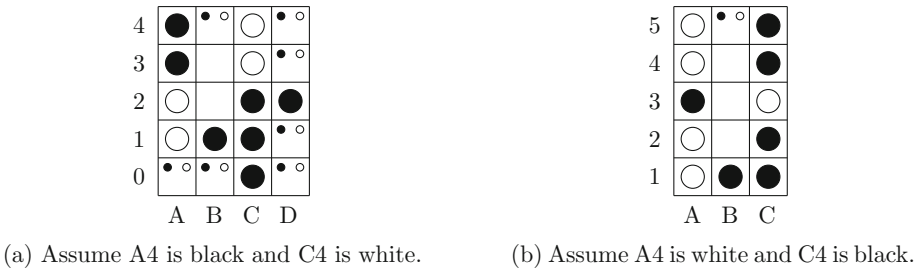 4
3
2
1
0
A B C D
(a) Assume A4 is black and C4 is white.
5
4
3
2
1
A B C
(b) Assume A4 is white and C4 is black.